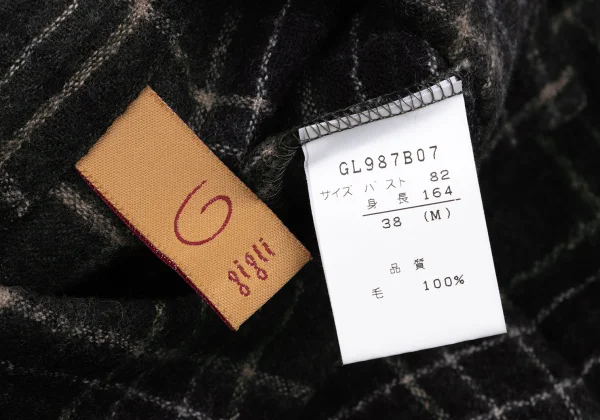 G
gigli
GL987B07
サイズ バスト 82
身長 164
38 (M)
品質
毛 100%